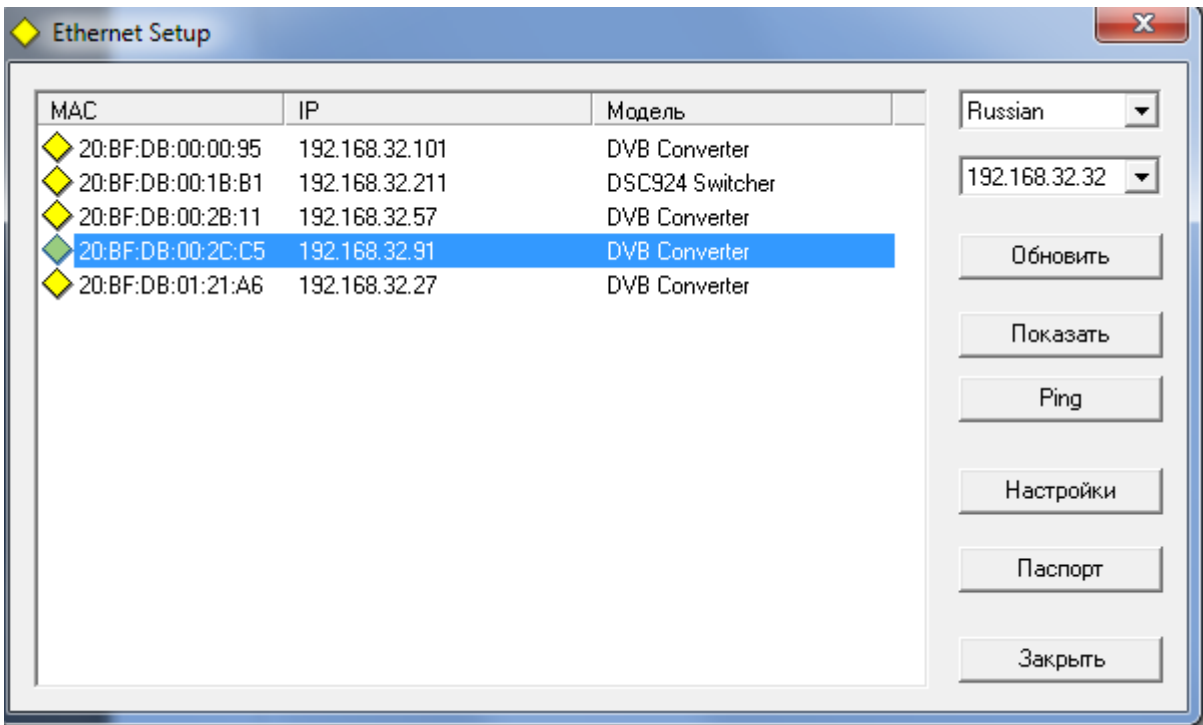 Ethernet Setup
MAC IP Модель
20:BF:DB:00:00:95 192.168.32.101 DVB Converter
20:BF:DB:00:1B:B1 192.168.32.211 DSC924 Switcher
20:BF:DB:00:2B:11 192.168.32.57 DVB Converter
20:BF:DB:00:2C:C5 192.168.32.91 DVB Converter
20:BF:DB:01:21:A6 192.168.32.27 DVB Converter
Russian
192.168.32.32
Обновить
Показать
Ping
Настройки
Паспорт
Закрыть